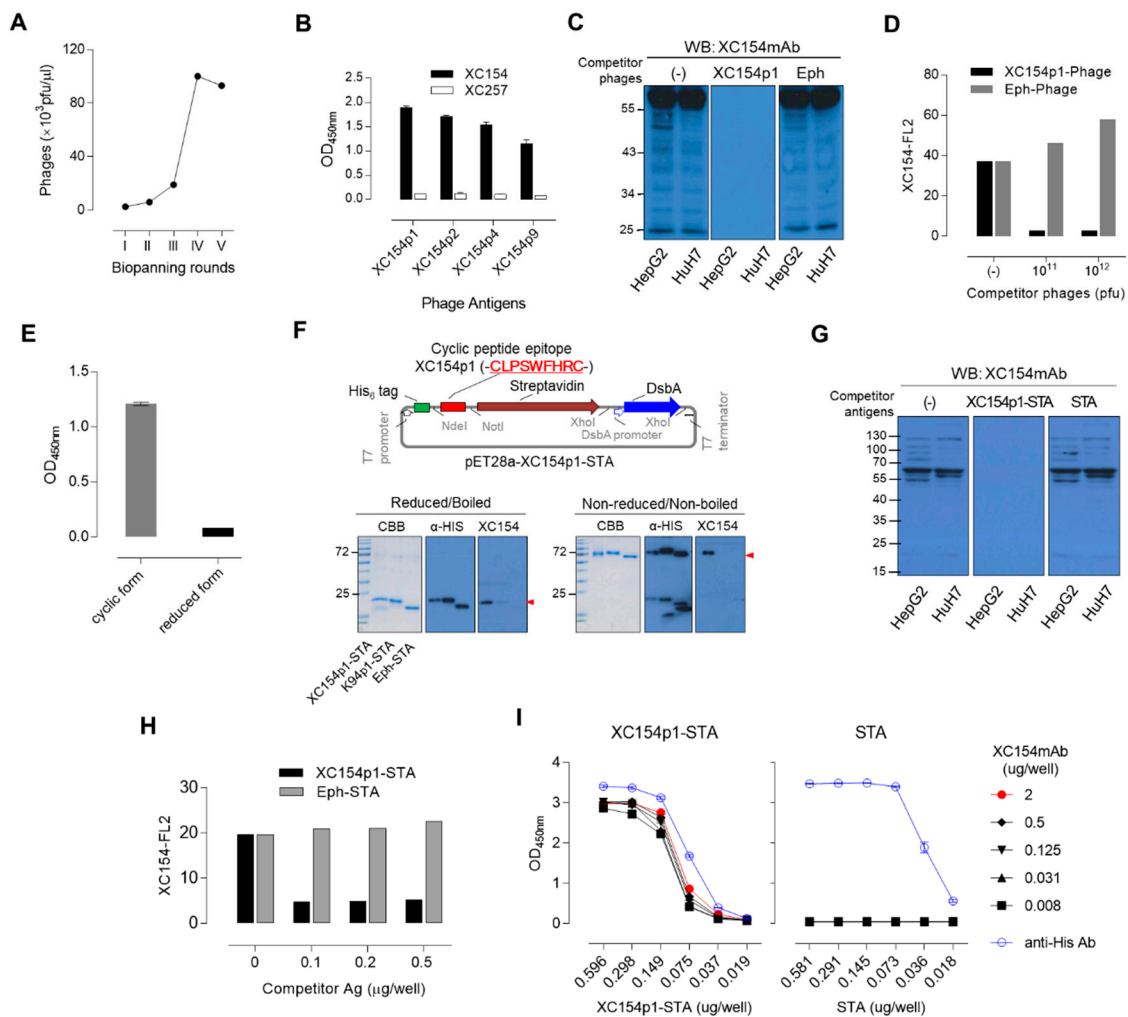 A
120
80
40
0
Phages (×10³pfu/µl)
I II III IV V
Biopanning rounds
B
XC154
XC257
2.5
2.0
1.5
1.0
0.5
0.0
OD450nm
XC154p1
XC154p2
XC154p4
XC154p9
Phage Antigens
C
WB: XC154mAb
Competitor phages
(-) XC154p1 Eph
55
43
34
25
HepG2 HuH7 HepG2 HuH7 HepG2 HuH7
D
XC154p1-Phage
Eph-Phage
80
60
40
20
0
XC154-FL2
(-) 10¹¹ 10¹²
Competitor phages (pfu)
E
1.5
1.0
0.5
0.0
OD450nm
cyclic form
reduced form
F
Cyclic peptide epitope
XC154p1 (-CLPSWFHRC-)
His6 tag
Streptavidin
DsbA
T7 promoter
NdeI NotI XhoI XhoI
DsbA promoter
T7 terminator
pET28a-XC154p1-STA
Reduced/Boiled
CBB α-HIS XC154
72
25
XC154p1-STA
K94p1-STA
Eph-STA
Non-reduced/Non-boiled
CBB α-HIS XC154
72
25
G
WB: XC154mAb
Competitor antigens
(-) XC154p1-STA STA
130
100
70
55
40
35
25
15
HepG2 HuH7 HepG2 HuH7 HepG2 HuH7
H
XC154p1-STA
Eph-STA
30
20
10
0
XC154-FL2
0 0.1 0.2 0.5
Competitor Ag (µg/well)
I
XC154p1-STA
4
3
2
1
0
OD450nm
0.596 0.298 0.149 0.075 0.037 0.019
XC154p1-STA (ug/well)
STA
0.581 0.291 0.145 0.073 0.036 0.018
STA (ug/well)
XC154mAb
(ug/well)
2
0.5
0.125
0.031
0.008
anti-His Ab